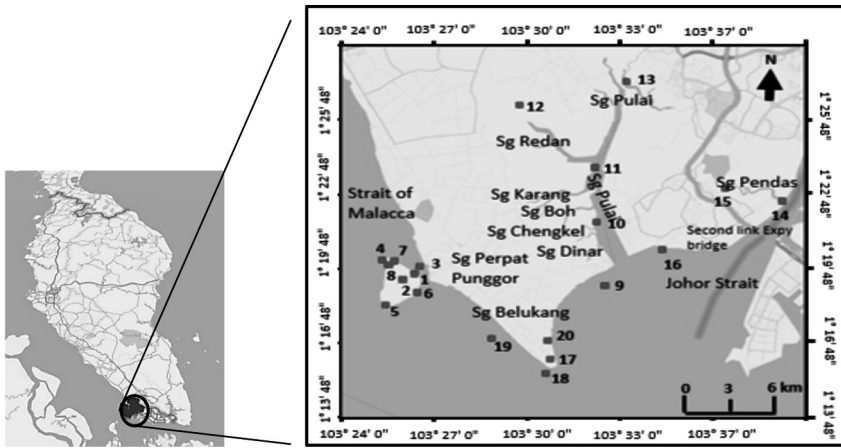 103° 24' 0" 103° 27' 0" 103° 30' 0" 103° 33' 0" 103° 37' 0"
N
13
Sg Pulai
12
1° 25' 48"
1° 25' 48"
Sg Redan
11
1° 22' 48"
1° 22' 48"
Strait of
Malacca
Sg Karang
Sg Pulai
Sg Boh
10
Sg Chengkel
Sg Dinar
Sg Pendas
15
14
Second link Expy
bridge
4 7 3
8 1
2 6
5
Sg Perpat
Punggor
16
1° 19' 48"
1° 19' 48"
9
Johor Strait
Sg Belukang
19
20
17
18
1° 16' 48"
1° 16' 48"
0 3 6 km
1° 13' 48"
1° 13' 48"
103° 24' 0" 103° 27' 0" 103° 30' 0" 103° 33' 0" 103° 37' 0"